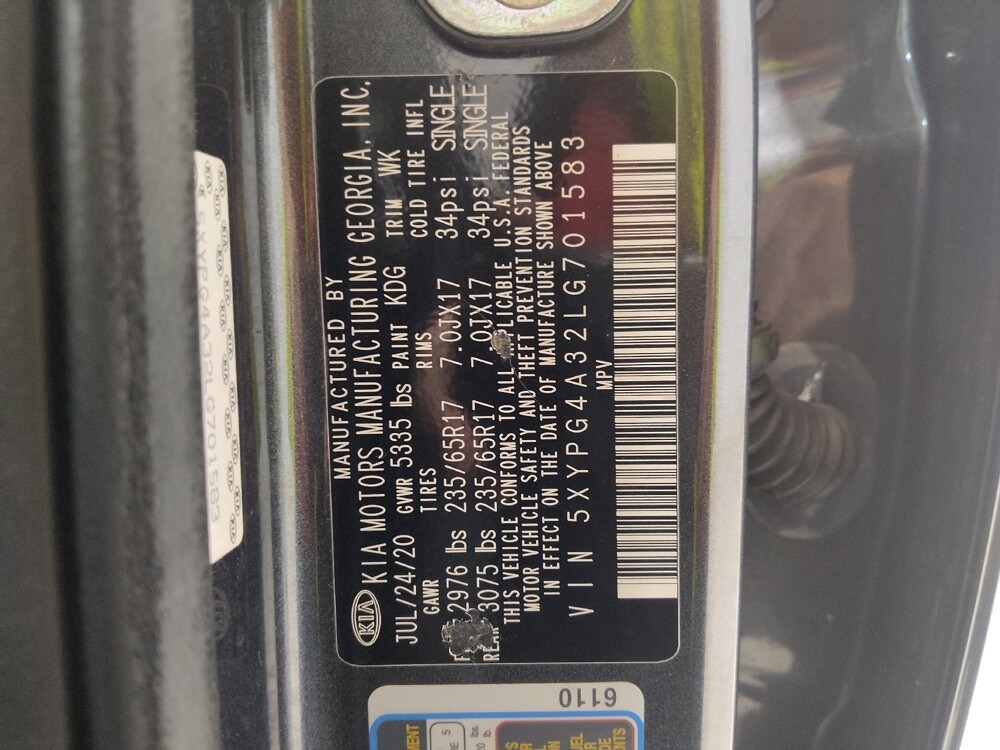 MANUFACTURED BY
KIA KIA MOTORS MANUFACTURING GEORGIA, INC.
JUL/24/20 GVWR 5335 lbs PAINT KDG TRIM WK
GAWR TIRES RIMS COLD TIRE INFL
2976 lbs 235/65R17 7.0JX17 34psi SINGLE
REAR 3075 lbs 235/65R17 7.0JX17 34psi SINGLE
THIS VEHICLE CONFORMS TO ALL APPLICABLE U.S.A. FEDERAL
MOTOR VEHICLE SAFETY AND THEFT PREVENTION STANDARDS
IN EFFECT ON THE DATE OF MANUFACTURE SHOWN ABOVE
VIN 5XYPG4A32LG701583
MPV
5XYPG4A32LG701583
6110